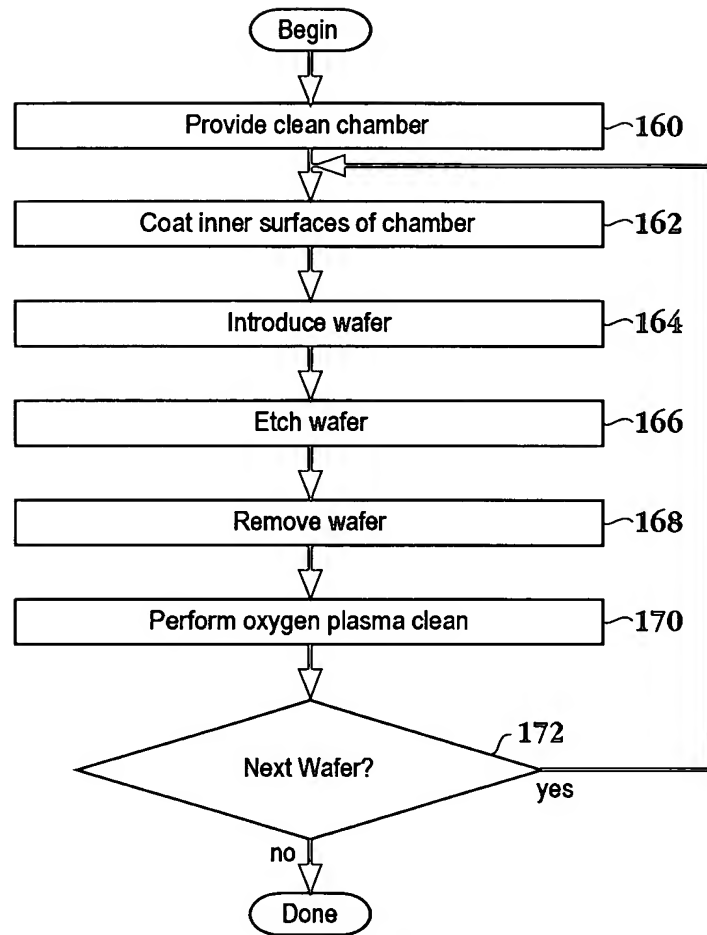 Begin
Provide clean chamber 160
Coat inner surfaces of chamber 162
Introduce wafer 164
Etch wafer 166
Remove wafer 168
Perform oxygen plasma clean 170
172
Next Wafer?
yes
no
Done